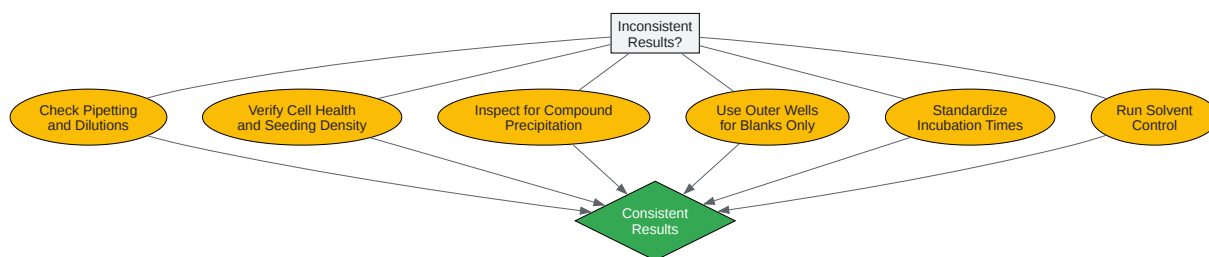 Inconsistent
Results?
Check Pipetting
and Dilutions
Verify Cell Health
and Seeding Density
Inspect for Compound
Precipitation
Use Outer Wells
for Blanks Only
Standardize
Incubation Times
Run Solvent
Control
Consistent
Results